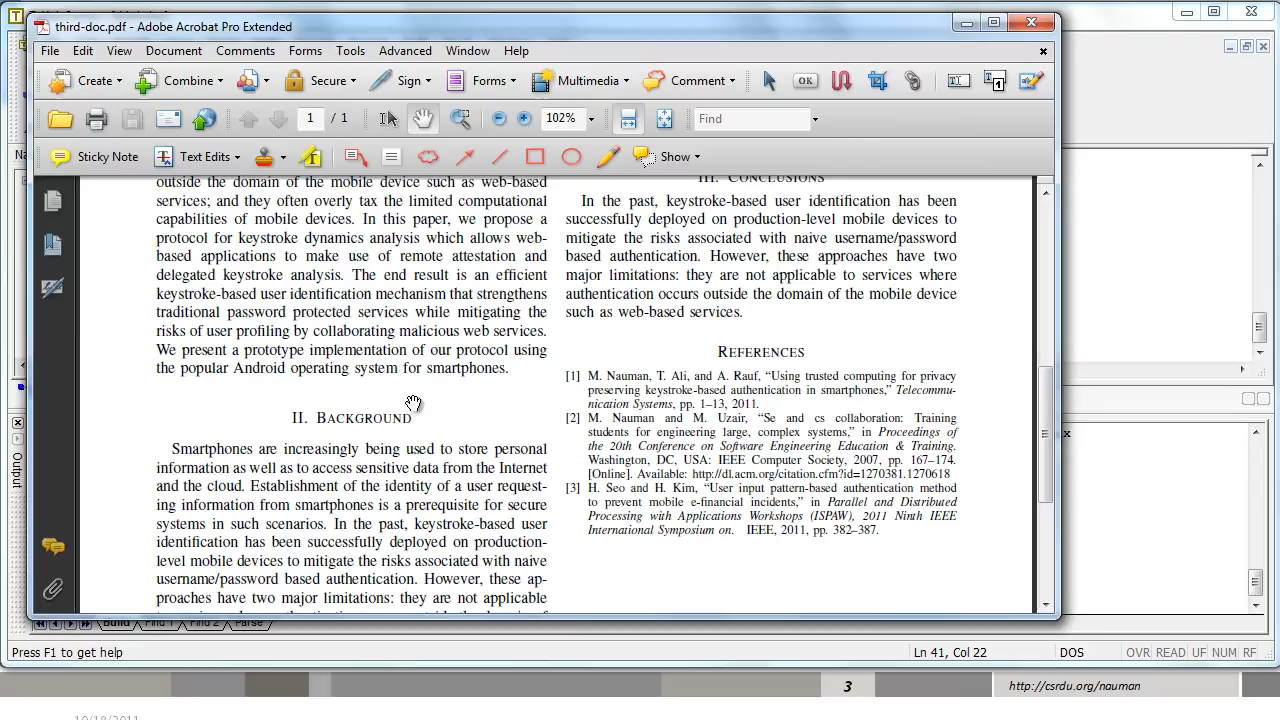 third-doc.pdf - Adobe Acrobat Pro Extended
File Edit View Document Comments Forms Tools Advanced Window Help
Create Combine Secure Sign Forms Multimedia Comment OK
1 / 1 102% Find
Sticky Note Text Edits Show
outside the domain of the mobile device such as web-based
services; and they often overly tax the limited computational
capabilities of mobile devices. In this paper, we propose a
protocol for keystroke dynamics analysis which allows web-
based applications to make use of remote attestation and
delegated keystroke analysis. The end result is an efficient
keystroke-based user identification mechanism that strengthens
traditional password protected services while mitigating the
risks of user profiling by collaborating malicious web services.
We present a prototype implementation of our protocol using
the popular Android operating system for smartphones.
II. BACKGROUND
Smartphones are increasingly being used to store personal
information as well as to access sensitive data from the Internet
and the cloud. Establishment of the identity of a user request-
ing information from smartphones is a prerequisite for secure
systems in such scenarios. In the past, keystroke-based user
identification has been successfully deployed on production-
level mobile devices to mitigate the risks associated with naive
username/password based authentication. However, these ap-
proaches have two major limitations: they are not applicable
III. CONCLUSIONS
In the past, keystroke-based user identification has been
successfully deployed on production-level mobile devices to
mitigate the risks associated with naive username/password
based authentication. However, these approaches have two
major limitations: they are not applicable to services where
authentication occurs outside the domain of the mobile device
such as web-based services.
REFERENCES
[1] M. Nauman, T. Ali, and A. Rauf, “Using trusted computing for privacy
preserving keystroke-based authentication in smartphones,” Telecommu-
nication Systems, pp. 1–13, 2011.
[2] M. Nauman and M. Uzair, “Se and cs collaboration: Training
students for engineering large, complex systems,” in Proceedings of
the 20th Conference on Software Engineering Education & Training.
Washington, DC, USA: IEEE Computer Society, 2007, pp. 167–174.
[Online]. Available: http://dl.acm.org/citation.cfm?id=1270381.1270618
[3] H. Seo and H. Kim, “User input pattern-based authentication method
to prevent mobile e-financial incidents,” in Parallel and Distributed
Processing with Applications Workshops (ISPAW), 2011 Ninth IEEE
International Symposium on. IEEE, 2011, pp. 382–387.
Output
Build Find 1 Find 2 Parse
Press F1 to get help Ln 41, Col 22 DOS OVR READ UF NUM RF
3 http://csrdu.org/nauman
10/18/2011